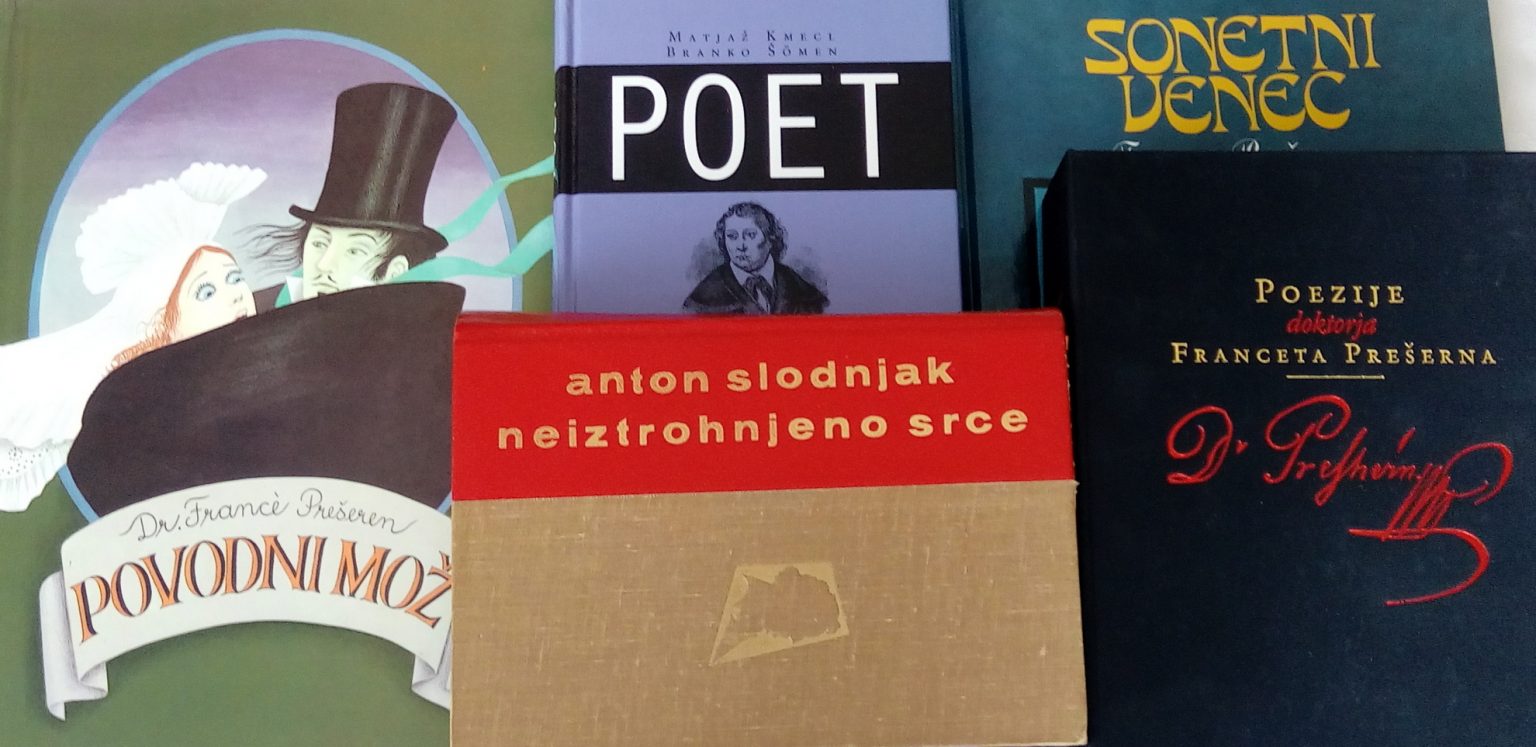 Dr. Francè Prešeren
POVODNI MOŽ
Matjaž Kmecl
Branko Šömen
POET
SONETNI
VENEC
anton slodnjak
neiztrohnjeno srce
Poezije
doktorja
Franceta Prešerna
Dr Preshérin